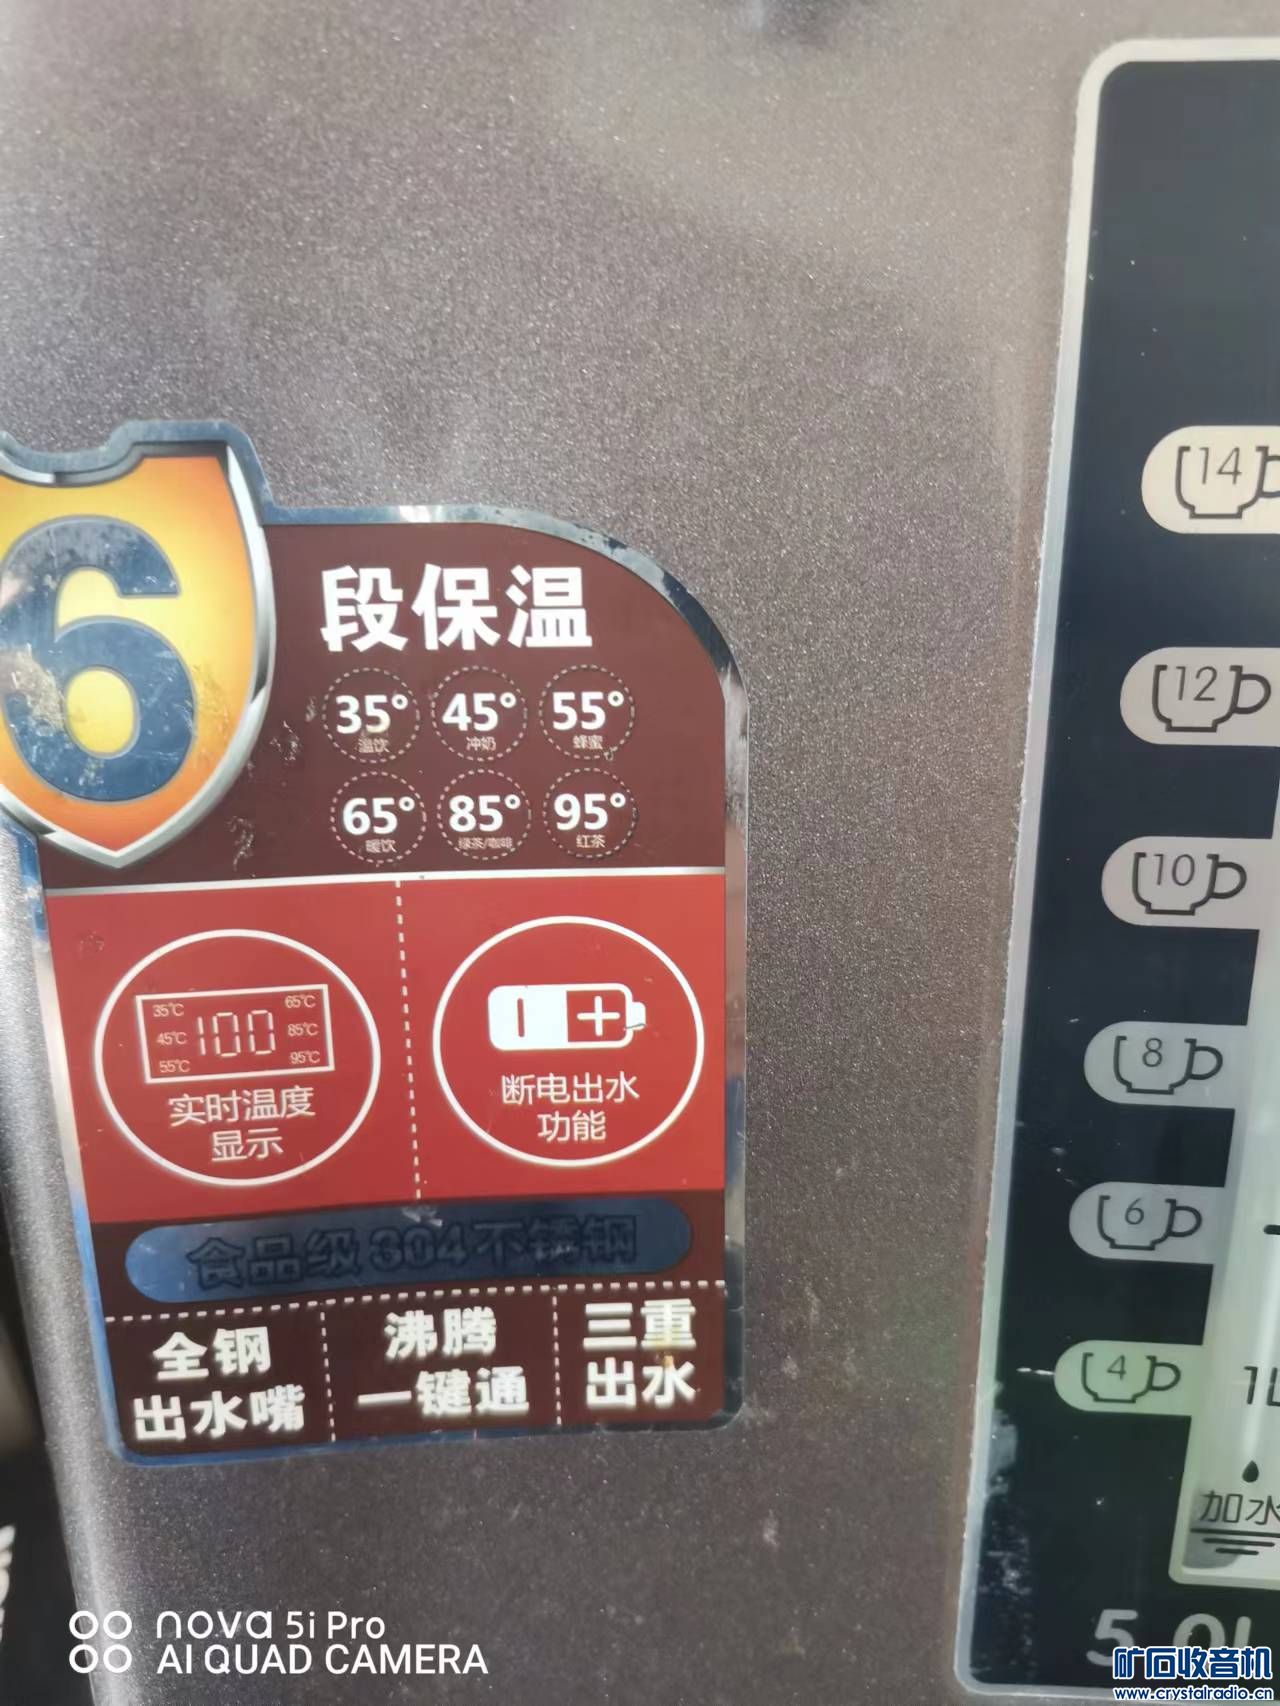 6
段保温
35° 45° 55°
温饮 冲奶 蜂蜜
65° 85° 95°
暖饮 绿茶/咖啡 红茶
35℃ 65℃
45℃ 100 85℃
55℃ 95℃
实时温度
显示
断电出水
功能
食品级304不锈钢
全钢
出水嘴
沸腾
一键通
三重
出水
14
12
10
8
6
4
1L
加水
5.0L
nova 5i Pro
AI QUAD CAMERA
矿石收音机
www.crystalradio.cn